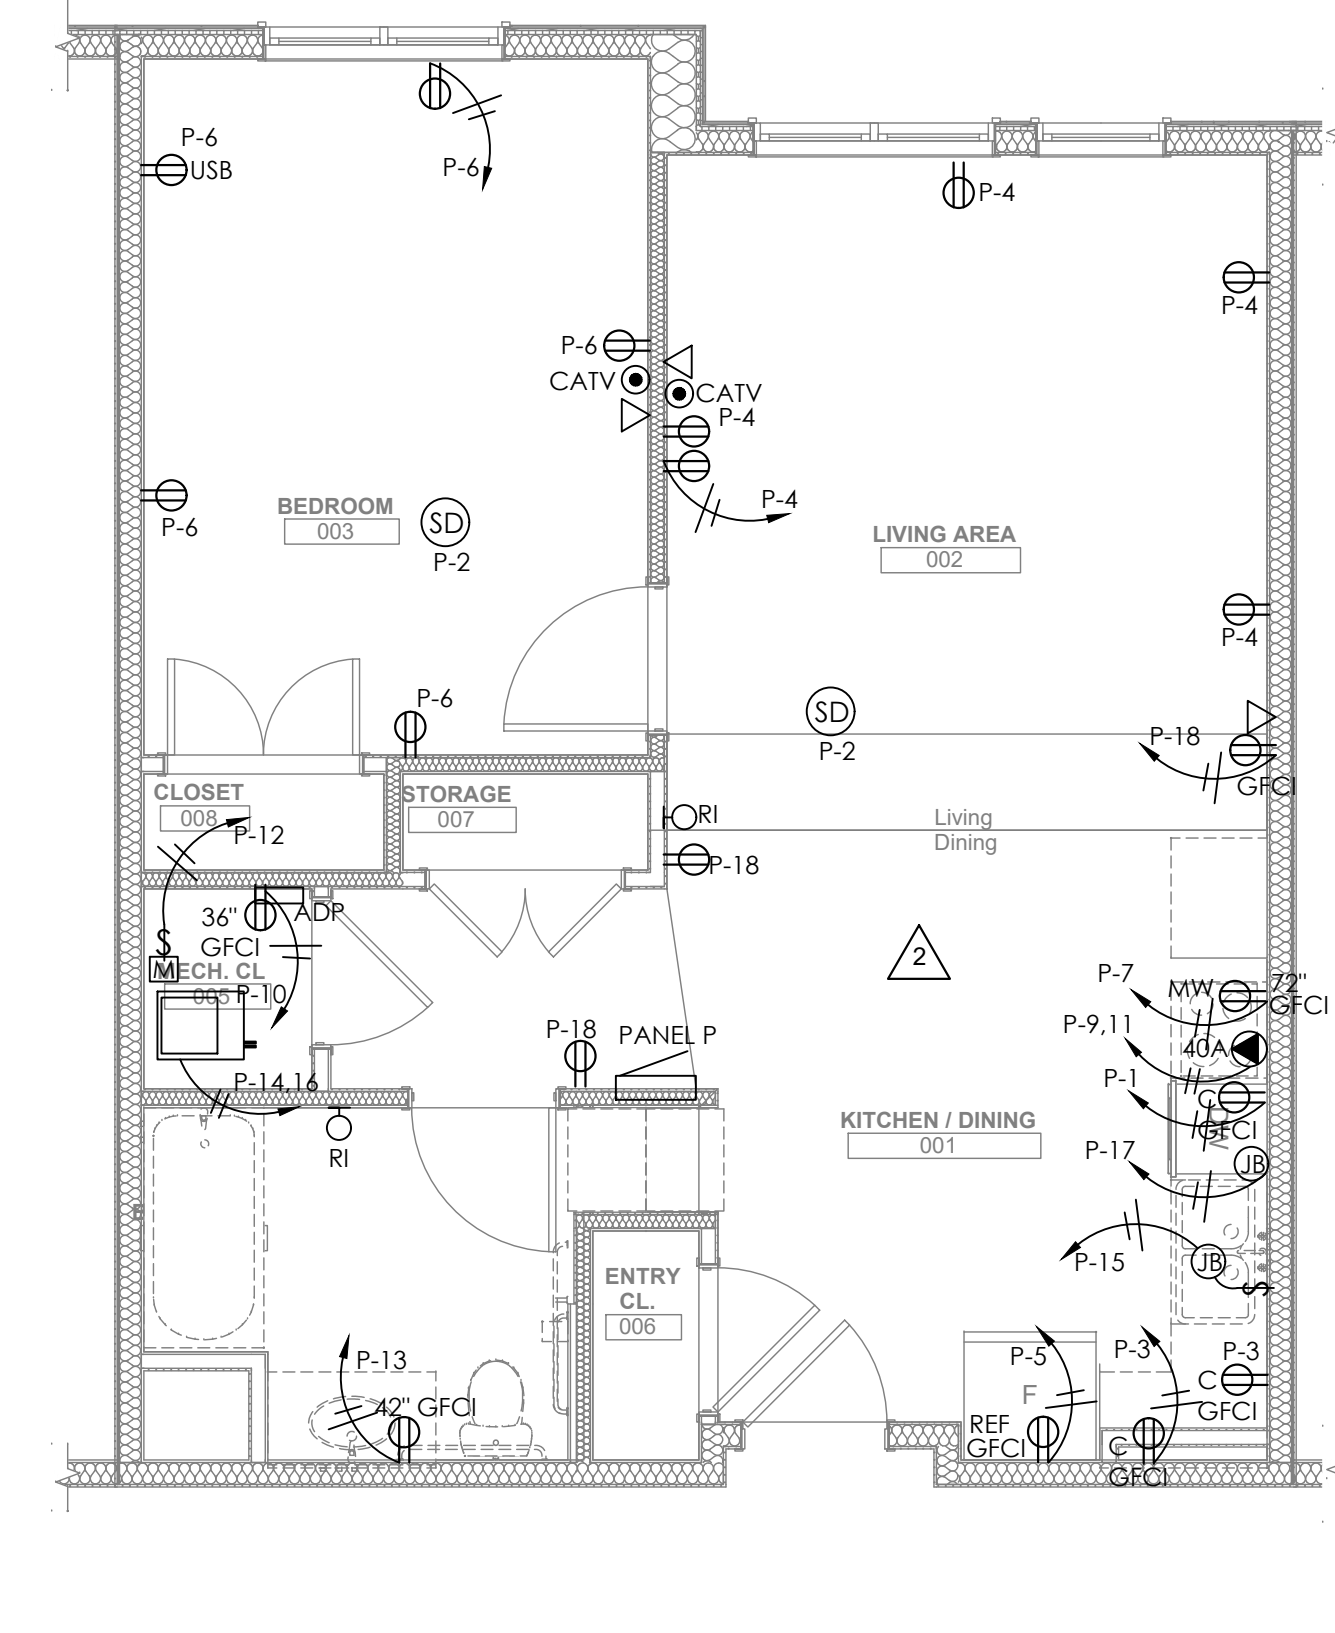 P-6
USB
P-6
P-4
P-4
P-6
CATV
CATV
P-4
P-4
P-6
BEDROOM
003
SD
P-2
LIVING AREA
002
P-4
P-6
SD
P-2
P-18
GFCI
CLOSET
008
P-12
STORAGE
007
RI
Living
Dining
P-18
36"
GFCI
ADP
S
M
MECH. CL
005
P-10
2
P-7
MW
72"
GFCI
P-9,11
40A
P-18
PANEL P
P-14,16
P-1
C
GFCI
DW
KITCHEN / DINING
001
RI
P-17
JB
P-15
JB
S
ENTRY
CL.
006
P-13
42" GFCI
P-5
F
REF
GFCI
P-3
C
GFCI
P-3
C
GFCI